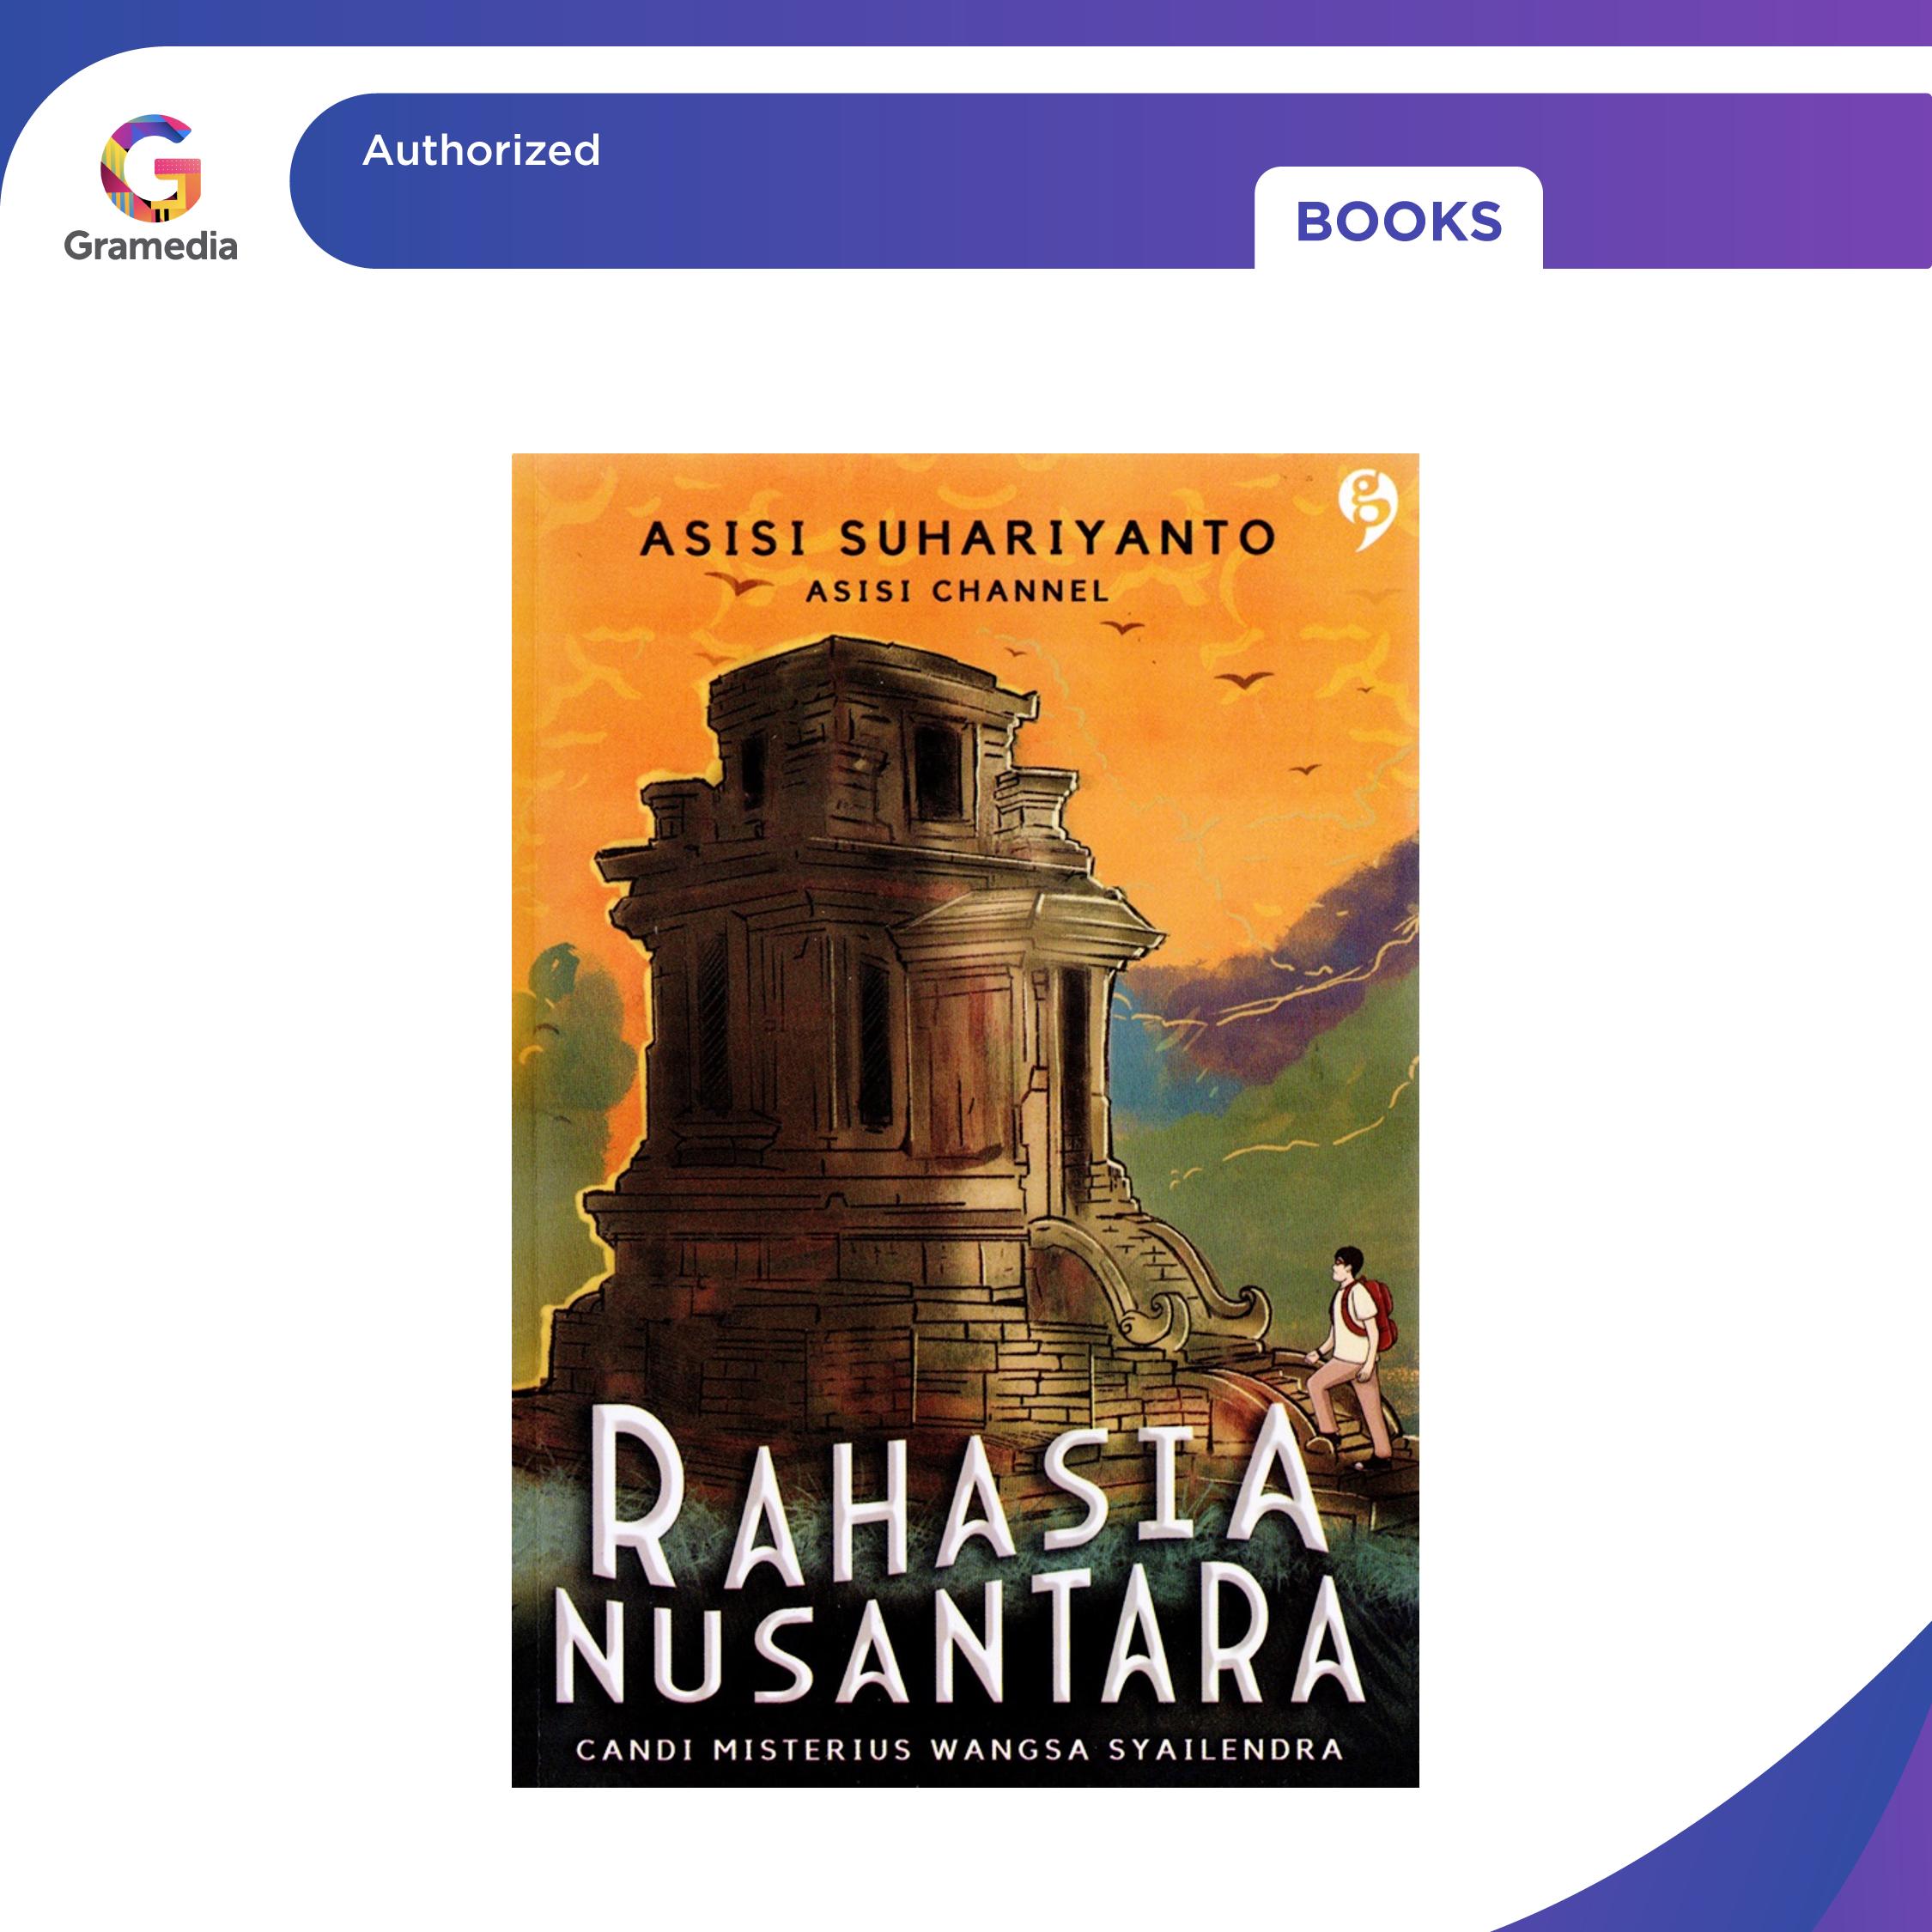 Authorized
BOOKS
Gramedia
ASISI SUHARIYANTO
ASISI CHANNEL
RAHASIA
NUSANTARA
CANDI MISTERIUS WANGSA SYAILENDRA